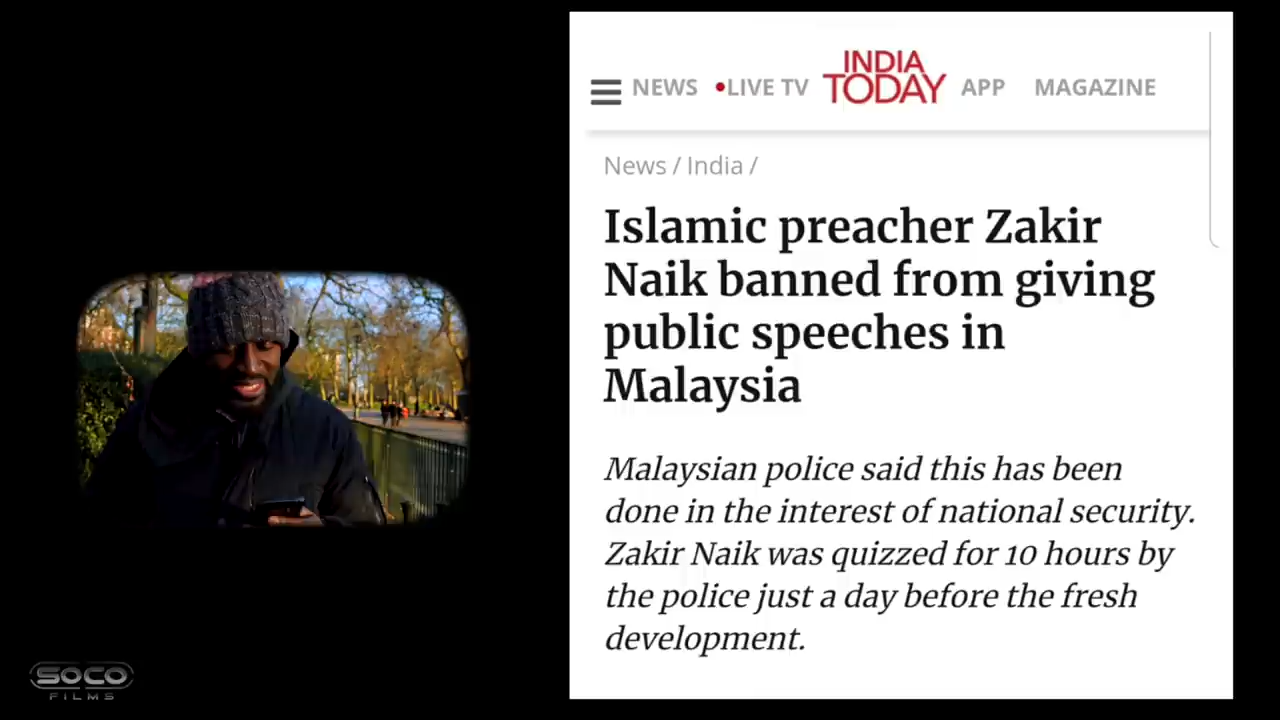 NEWS •LIVE TV INDIA TODAY APP MAGAZINE
News / India /
Islamic preacher Zakir
Naik banned from giving
public speeches in
Malaysia
Malaysian police said this has been
done in the interest of national security.
Zakir Naik was quizzed for 10 hours by
the police just a day before the fresh
development.
SOCO
FILMS